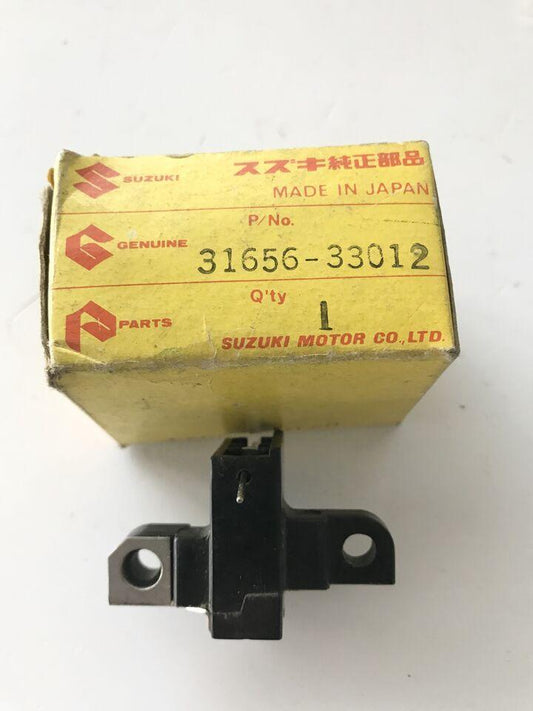 SUZUKI スズキ純正部品
MADE IN JAPAN
P/No.
GENUINE 31656-33012
Q'ty
PARTS 1
SUZUKI MOTOR CO., LTD.